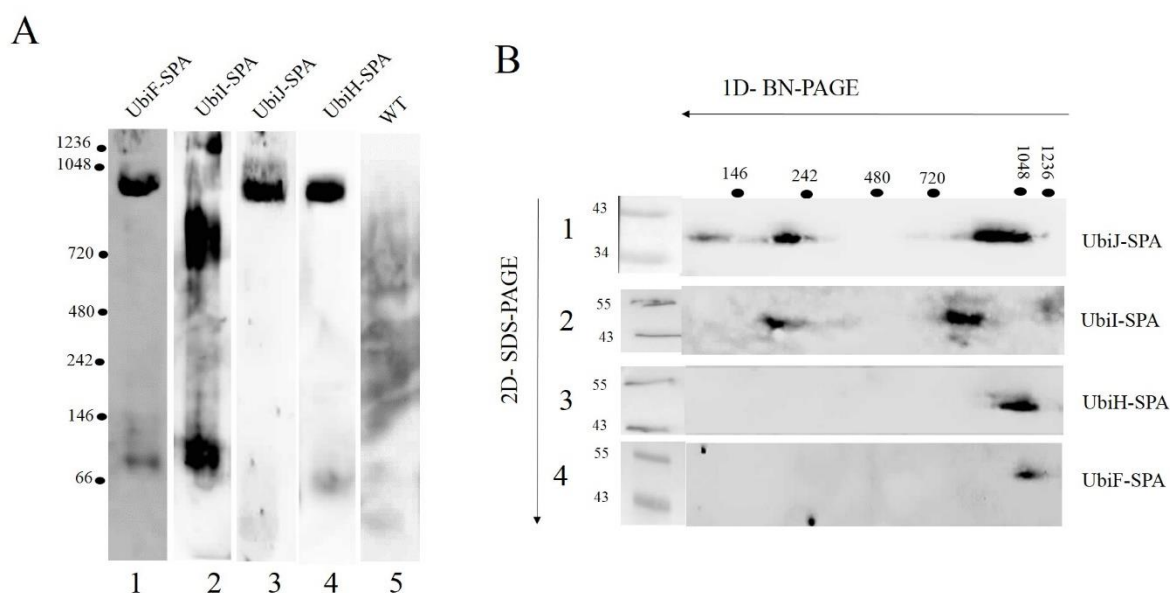 A
UbiF-SPA
UbiI-SPA
UbiJ-SPA
UbiH-SPA
WT
1236
1048
720
480
242
146
66
1 2 3 4 5
B
1D- BN-PAGE
146 242 480 720 1048 1236
2D- SDS-PAGE
1 43 34 UbiJ-SPA
2 55 43 UbiI-SPA
3 55 43 UbiH-SPA
4 55 43 UbiF-SPA